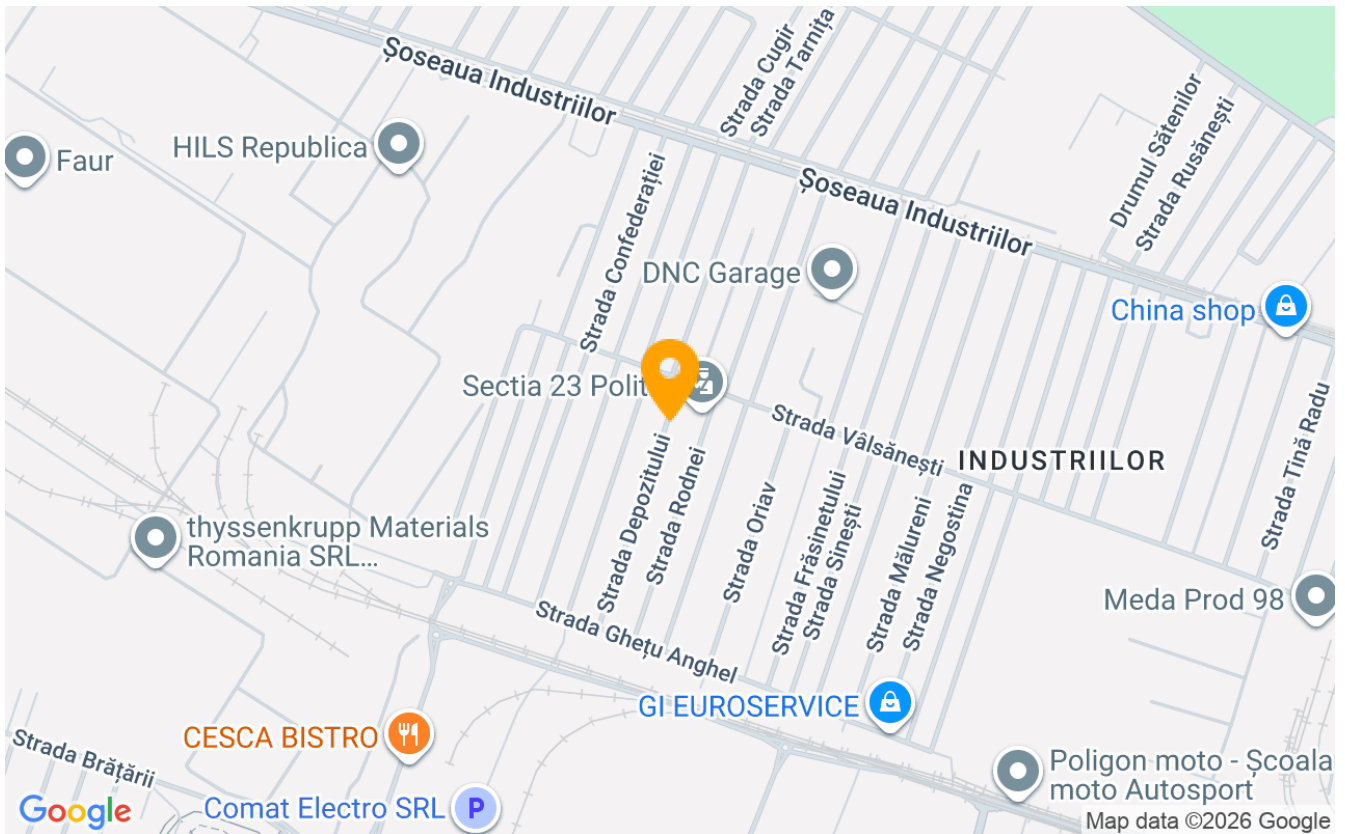 Șoseaua Industriilor
Strada Cugir
Strada Tarnița
HILS Republica
Faur
Drumul Sătenilor
Strada Rusănești
Strada Confederației
Șoseaua Industriilor
DNC Garage
China shop
Sectia 23 Polit
Strada Vâlsănești
INDUSTRIILOR
Strada Tină Radu
Strada Depozitului
Strada Rodnei
Strada Oriav
Strada Frăsinetului
Strada Sinești
Strada Mălureni
Strada Negostina
thyssenkrupp Materials
Romania SRL...
Meda Prod 98
Strada Ghețu Anghel
GI EUROSERVICE
CESCA BISTRO
Strada Brățării
Poligon moto - Școala
moto Autosport
Comat Electro SRL
P
Google
Map data ©2026 Google